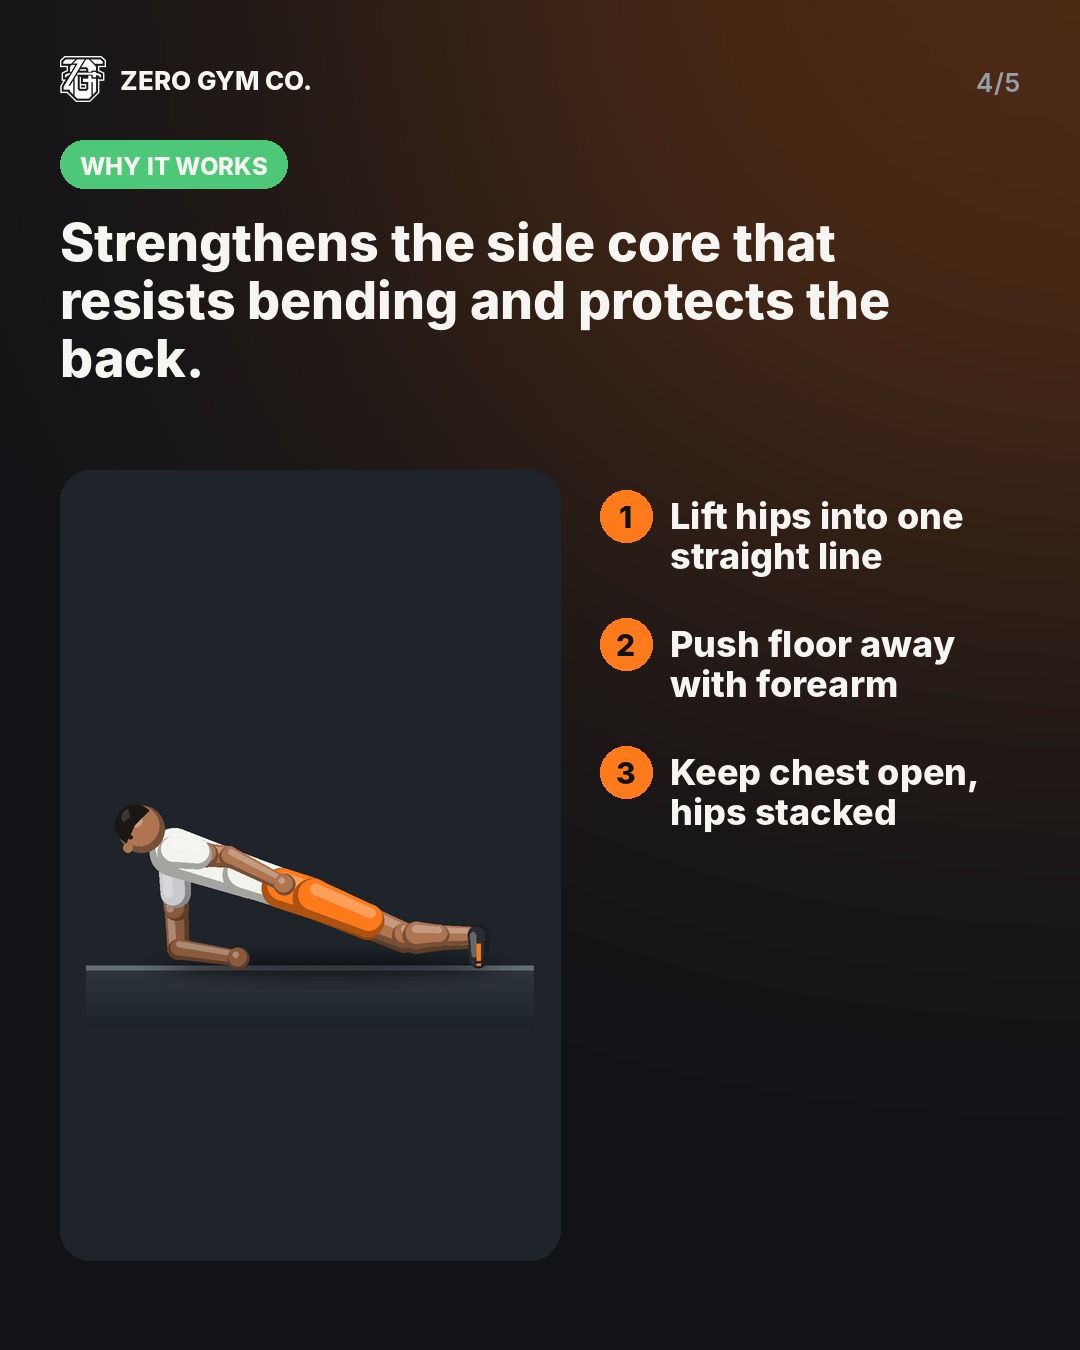 ZERO GYM CO.
4/5
WHY IT WORKS
Strengthens the side core that
resists bending and protects the
back.
1 Lift hips into one
straight line
2 Push floor away
with forearm
3 Keep chest open,
hips stacked